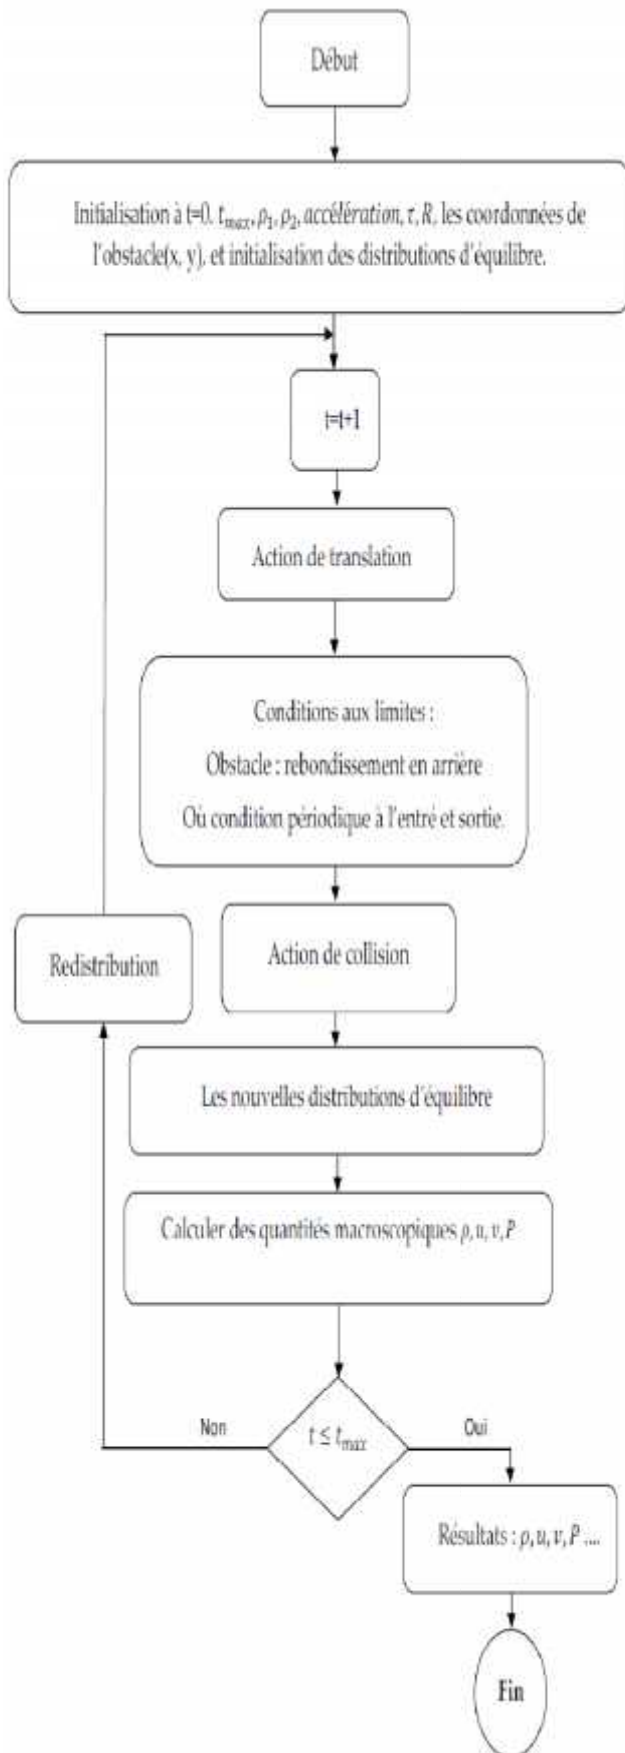 Début
Initialisation à t=0, t_max, ρ₁, ρ₂, accélération, τ, R, les coordonnées de
l'obstacle(x, y), et initialisation des distributions d'équilibre.
t=t+1
Action de translation
Conditions aux limites :
Obstacle : rebondissement en arrière
Où condition périodique à l'entré et sortie.
Action de collision
Redistribution
Les nouvelles distributions d'équilibre
Calculer des quantités macroscopiques ρ, u, v, P
Non
t ≤ t_max
Oui
Résultats : ρ, u, v, P ....
Fin